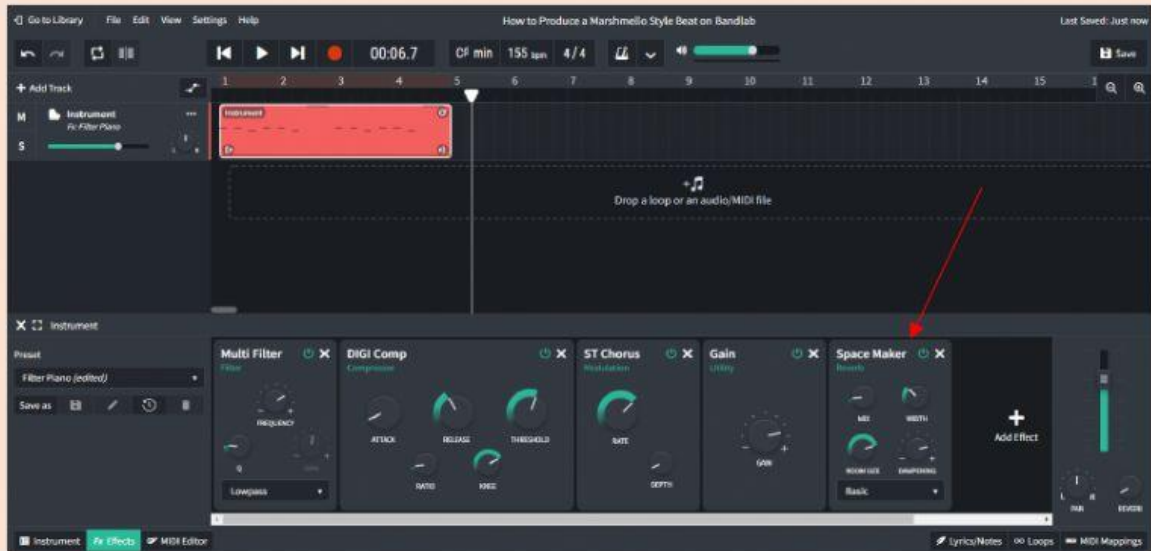 Go to Library File Edit View Settings Help How to Produce a Marshmello Style Beat on Bandlab Last Saved: Just now
00:06.7 C# min 155 bpm 4/4 Save
+ Add Track 1 2 3 4 5 6 7 8 9 10 11 12 13 14 15 1
M Instrument Instrument
Fx: Filter Piano
S L R
Drop a loop or an audio/MIDI file
X Instrument
Preset Multi Filter DIGI Comp ST Chorus Gain Space Maker
Filter Compressor Modulation Utility Reverb
Filter Piano (edited)
Save as
FREQUENCY ATTACK RELEASE THRESHOLD RATE MIX WIDTH
Add Effect
Q GAIN RATIO KNEE DEPTH GAIN ROOM SIZE DAMPENING
Lowpass Basic
L R
PAN REVERB
Instrument Fx Effects MIDI Editor Lyrics/Notes Loops MIDI Mappings